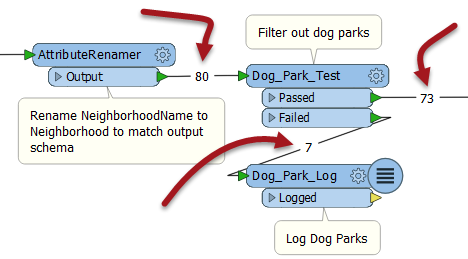 Filter out dog parks
AttributeRenamer
Output
80
Dog_Park_Test
Passed
73
Failed
Rename NeighborhoodName to
Neighborhood to match output
schema
7
Dog_Park_Log
Logged
Log Dog Parks